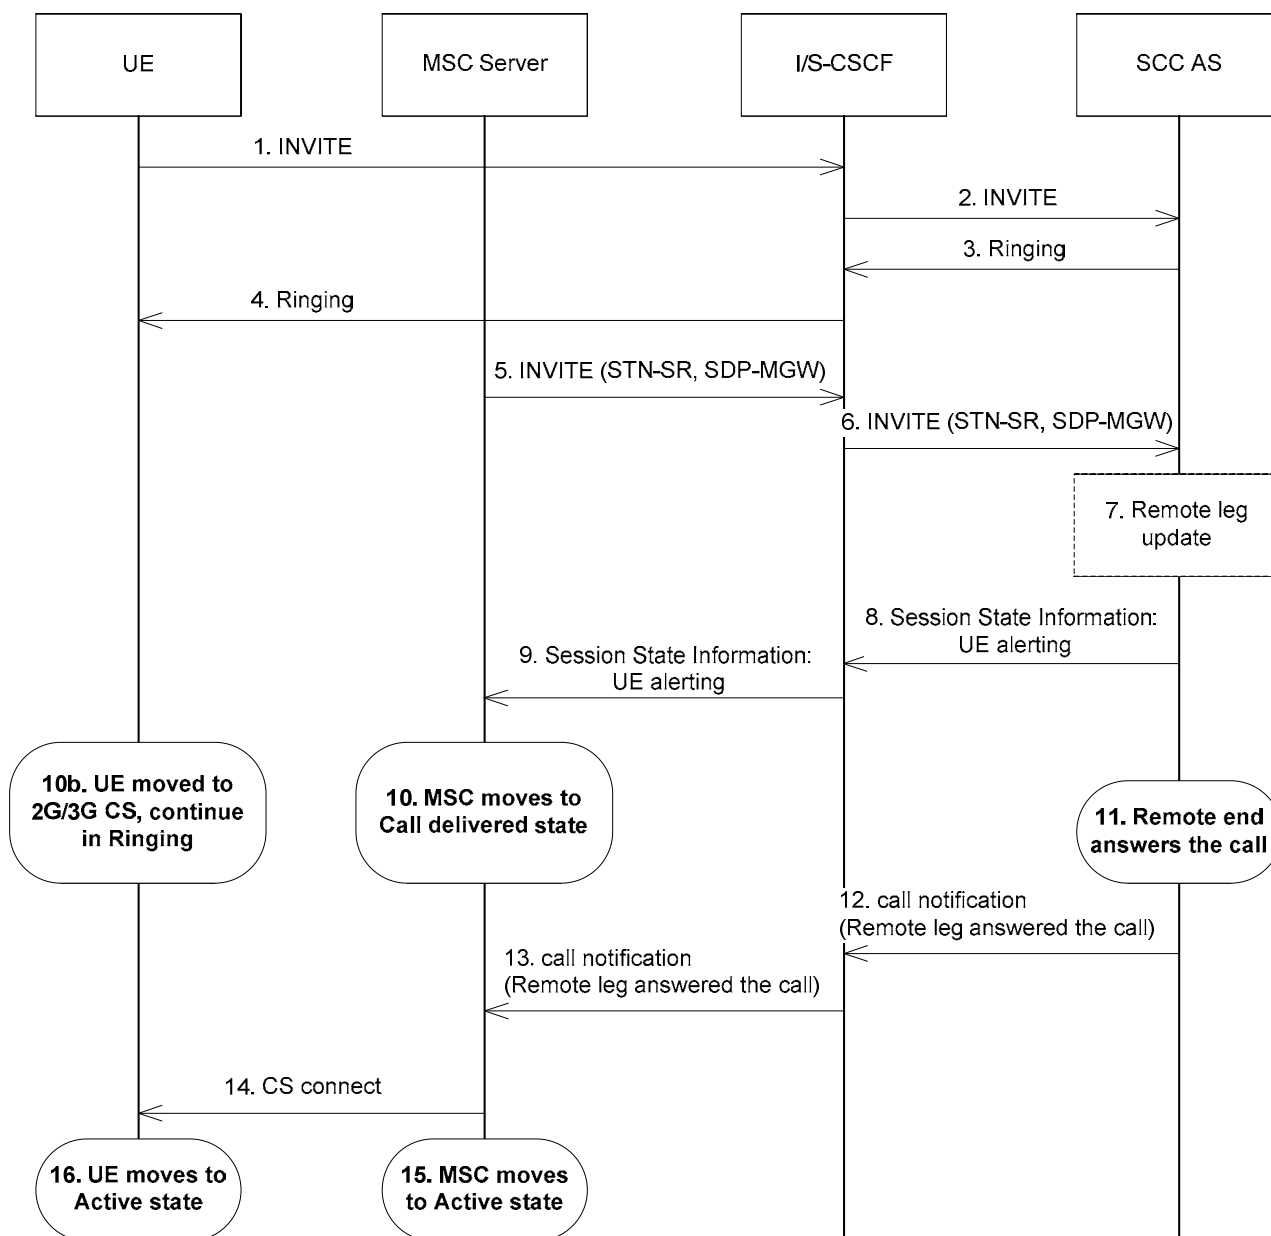 UE
MSC Server
I/S-CSCF
SCC AS
1. INVITE
2. INVITE
3. Ringing
4. Ringing
5. INVITE (STN-SR, SDP-MGW)
6. INVITE (STN-SR, SDP-MGW)
7. Remote leg
update
8. Session State Information:
UE alerting
9. Session State Information:
UE alerting
10b. UE moved to
2G/3G CS, continue
in Ringing
10. MSC moves to
Call delivered state
11. Remote end
answers the call
12. call notification
(Remote leg answered the call)
13. call notification
(Remote leg answered the call)
14. CS connect
16. UE moves to
Active state
15. MSC moves
to Active state